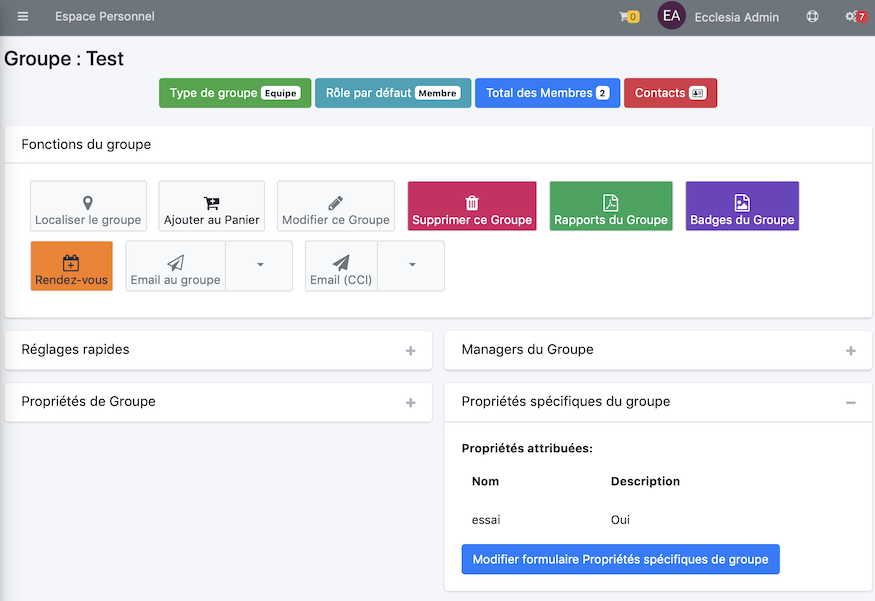 Espace Personnel
0
EA
Ecclesia Admin
7
Groupe : Test
Type de groupe Equipe
Rôle par défaut Membre
Total des Membres 2
Contacts
Fonctions du groupe
Localiser le groupe
Ajouter au Panier
Modifier ce Groupe
Supprimer ce Groupe
Rapports du Groupe
Badges du Groupe
Rendez-vous
Email au groupe
Email (CCI)
Réglages rapides
Managers du Groupe
Propriétés de Groupe
Propriétés spécifiques du groupe
Propriétés attribuées:
Nom Description
essai Oui
Modifier formulaire Propriétés spécifiques de groupe